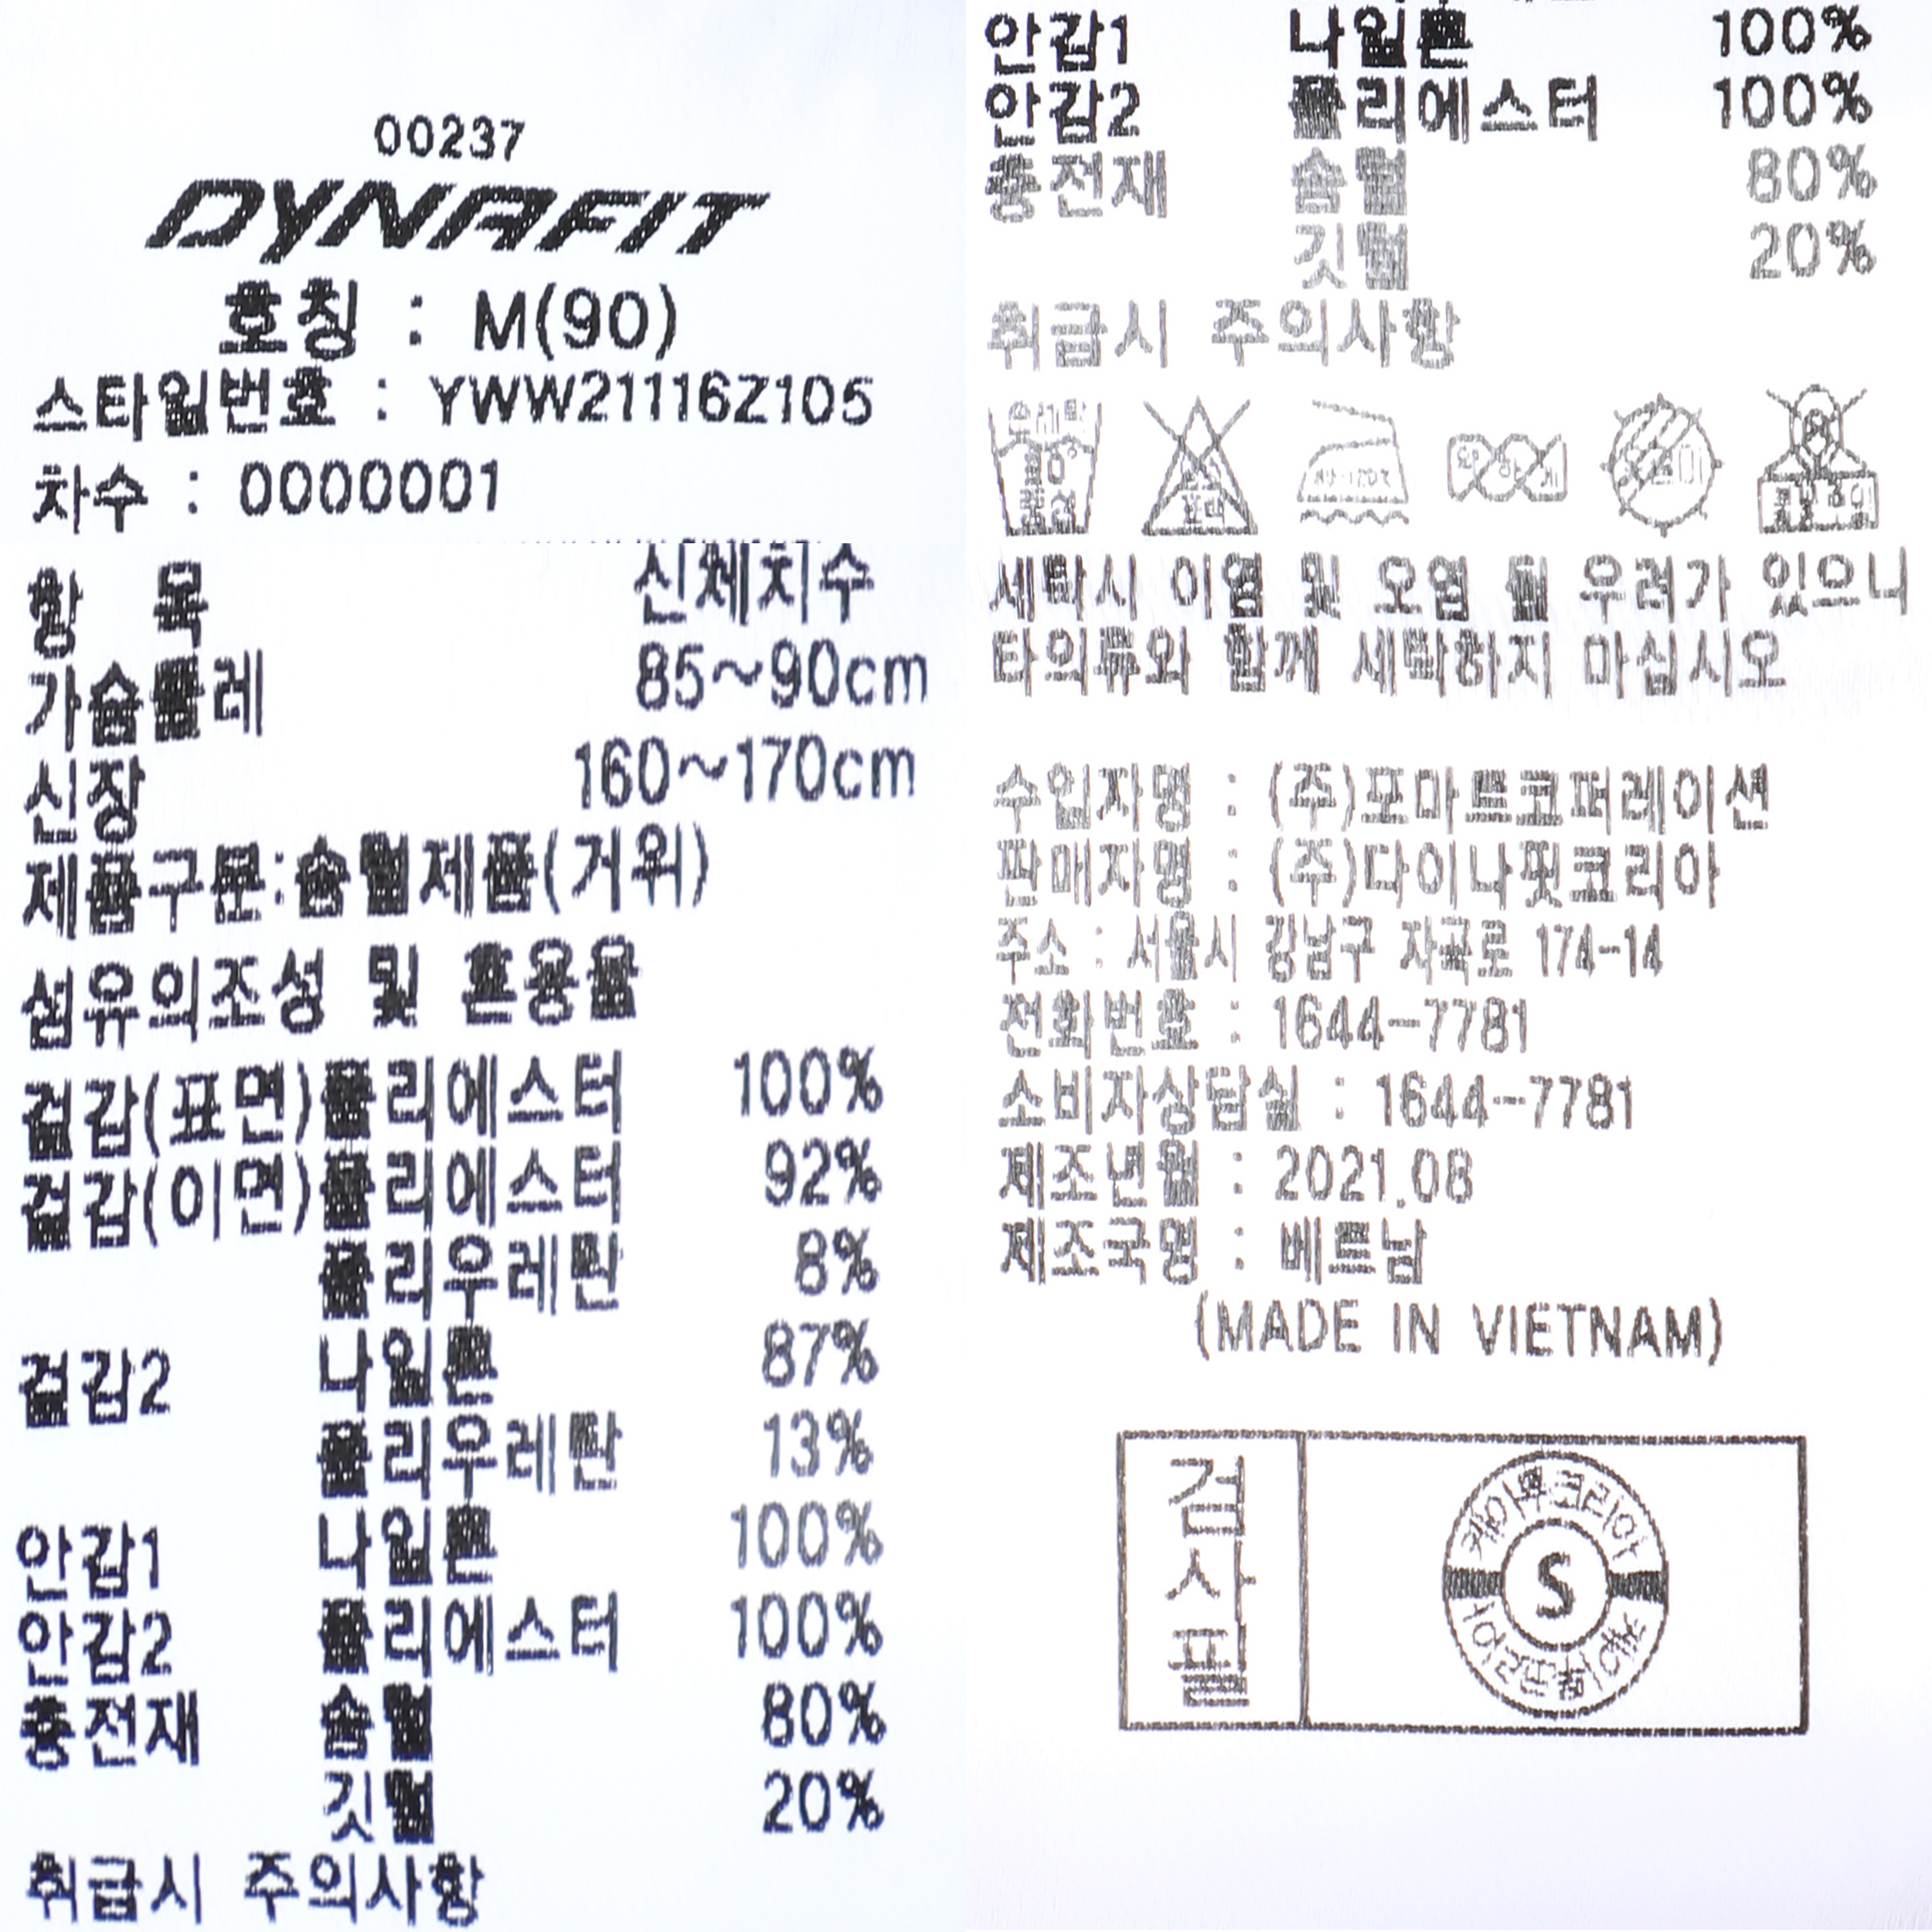 00237
DYNAFIT
호칭 : M(90)
스타일번호 : YWW21116Z105
차수 : 0000001
항 목 신체치수
가슴둘레 85~90cm
신장 160~170cm
제품구분:솜털제품(거위)
섬유의조성 및 혼용율
겉감(표면)폴리에스터 100%
겉감(이면)폴리에스터 92%
폴리우레탄 8%
겉감2 나일론 87%
폴리우레탄 13%
안감1 나일론 100%
안감2 폴리에스터 100%
충전재 솜털 80%
깃털 20%
취급시 주의사항
안감1 나일론 100%
안감2 폴리에스터 100%
충전재 솜털 80%
깃털 20%
취급시 주의사항
세탁시 이염 및 오염 될 우려가 있으니
타의류와 함께 세탁하지 마십시오
수입자명 : (주)포마트코퍼레이션
판매자명 : (주)다이나핏코리아
주소 : 서울시 강남구 자곡로 174-14
전화번호 : 1644-7781
소비자상담실 : 1644-7781
제조년월 : 2021.08
제조국명 : 베트남
(MADE IN VIETNAM)
검사필
S